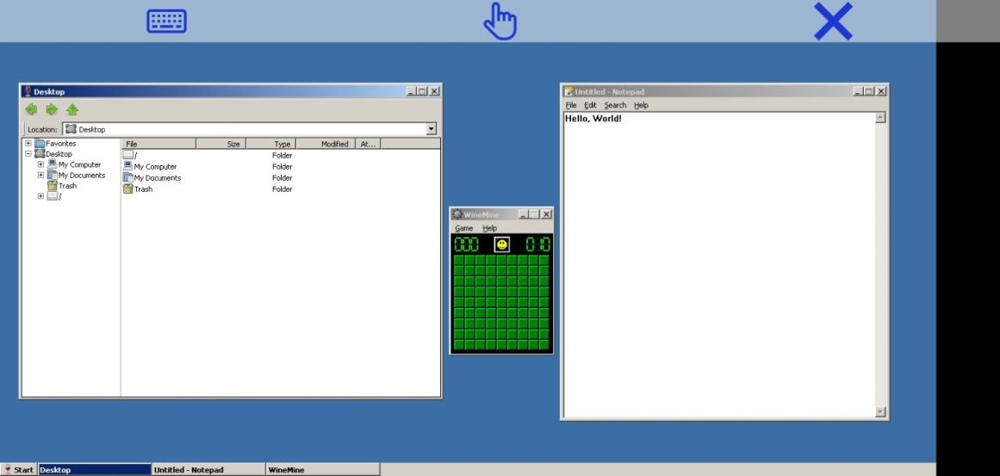 Desktop
Location: Desktop
Favorites
Desktop
My Computer
My Documents
Trash
/
File Size Type Modified At...
/ Folder
My Computer Folder
My Documents Folder
Trash Folder
WineMine
Game Help
000 010
Untitled - Notepad
File Edit Search Help
Hello, World!
Start Desktop Untitled - Notepad WineMine